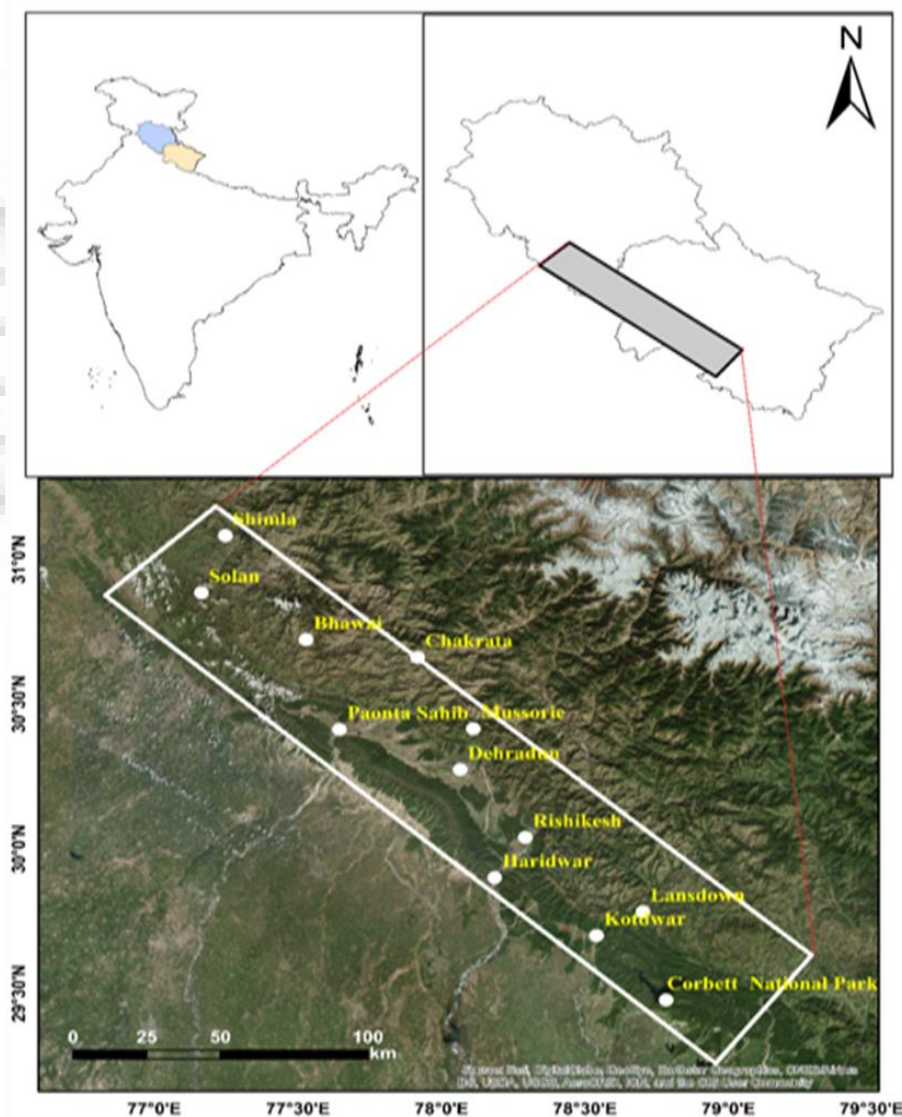 N
Shimla
Solan
Bhawai
Chakrata
Paonta Sahib Mussorie
Dehradun
Rishikesh
Haridwar
Lansdown
Kotdwar
Corbett National Park
31°0'N
30°30'N
30°0'N
29°30'N
0 25 50 100
km
77°0'E 77°30'E 78°0'E 78°30'E 79°0'E 79°30'E